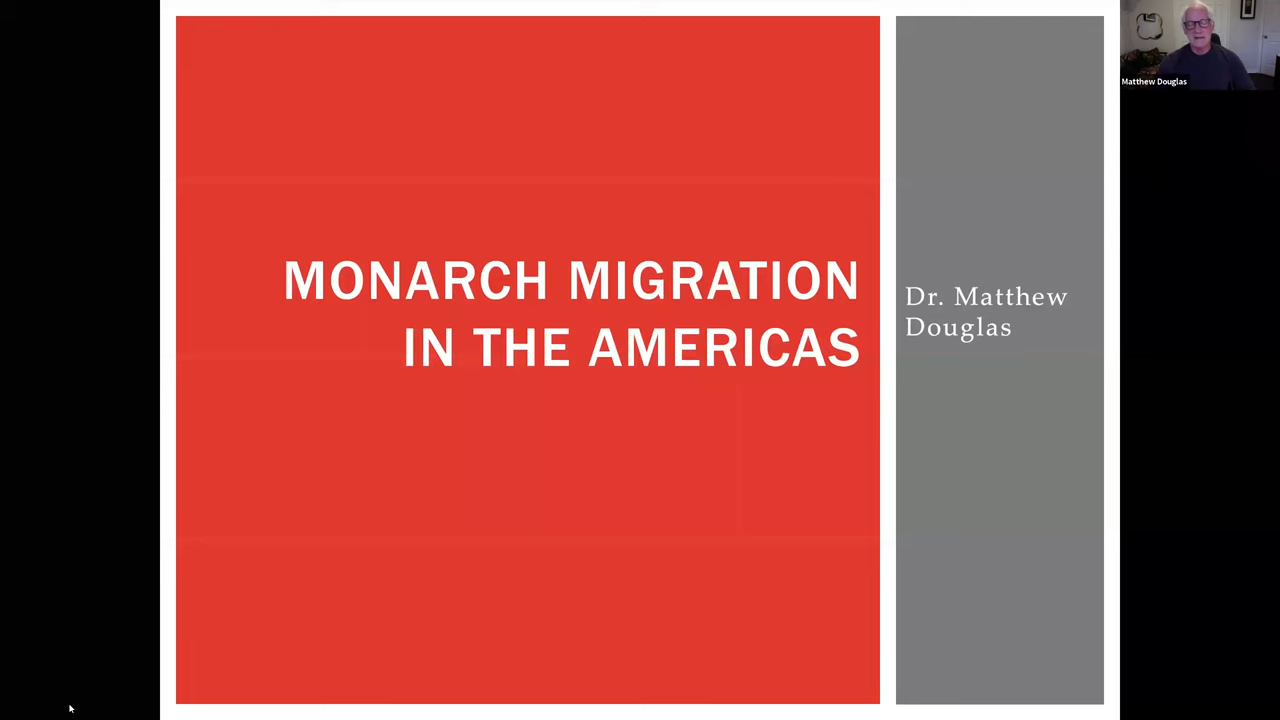 MONARCH MIGRATION
IN THE AMERICAS
Dr. Matthew
Douglas
Matthew Douglas